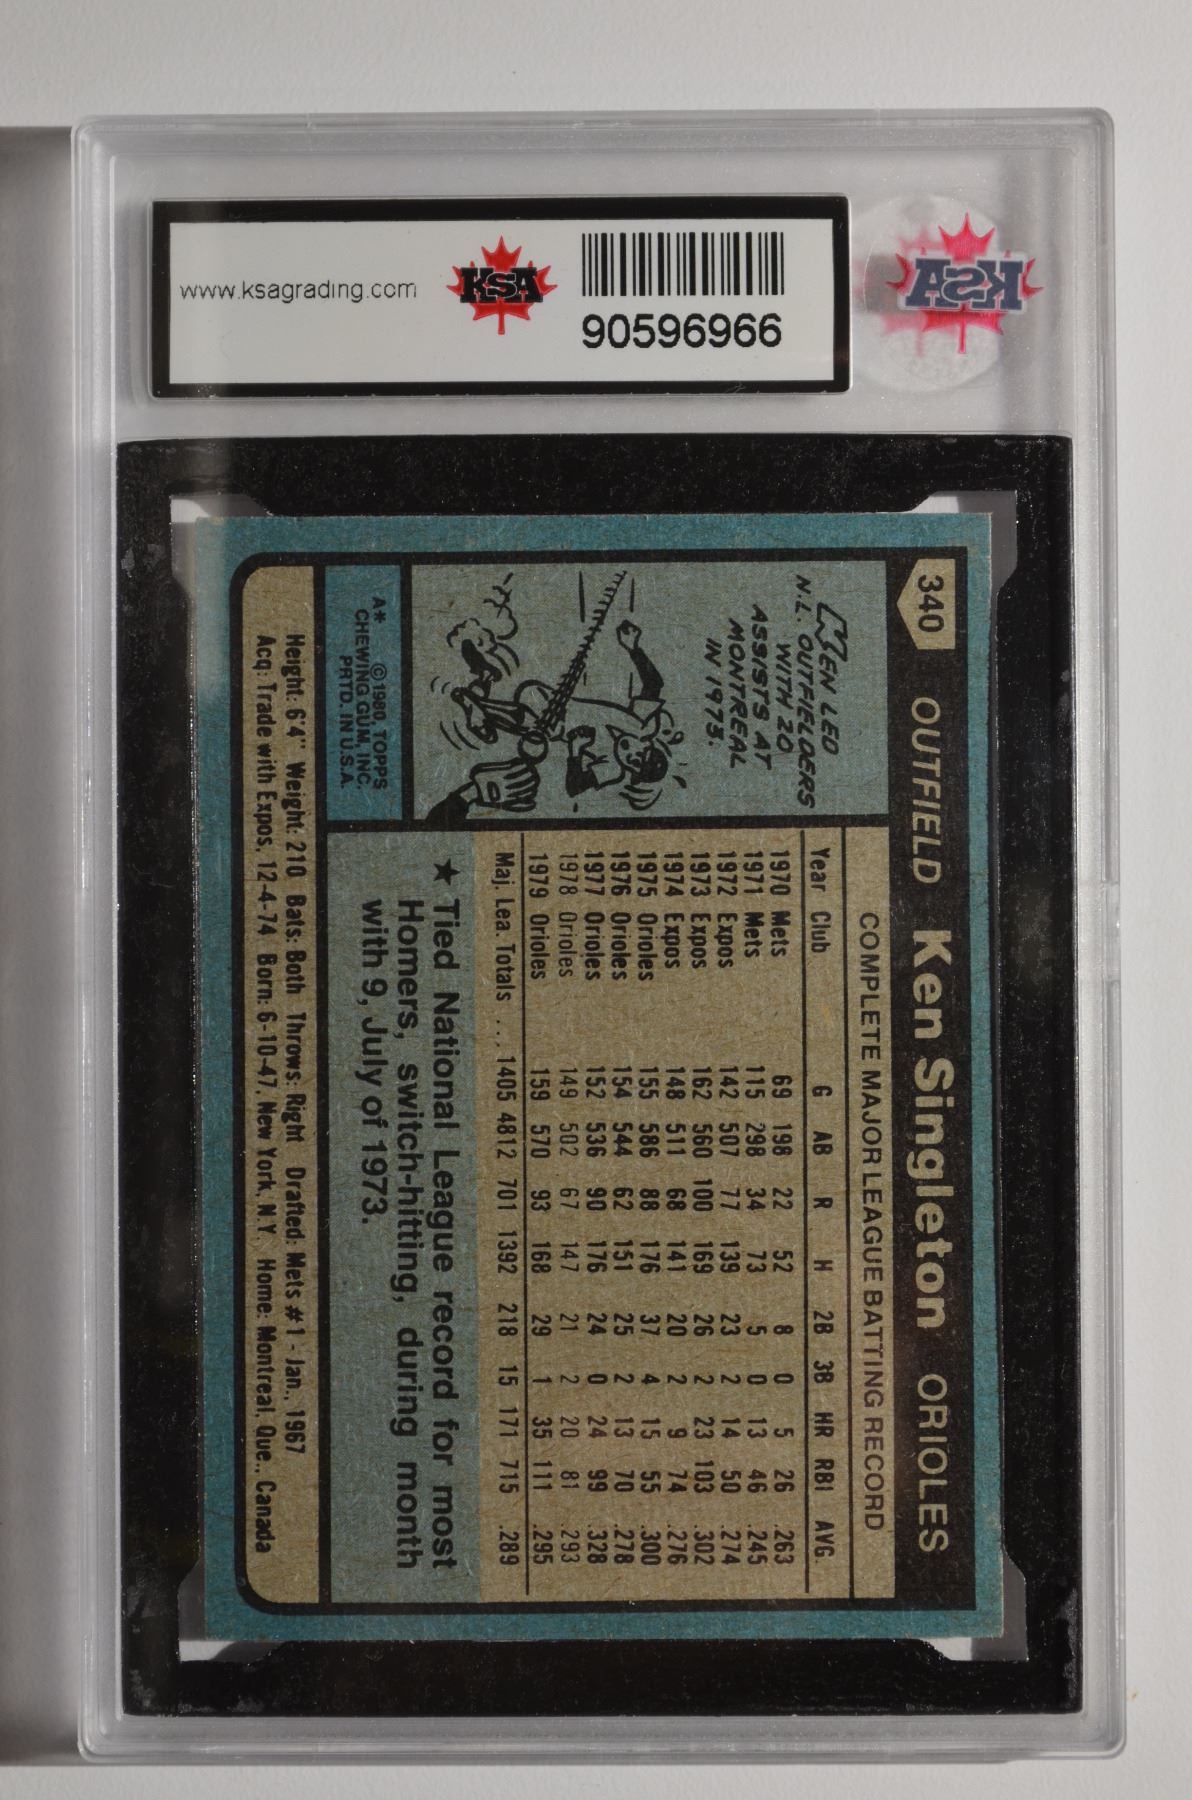 www.ksagrading.com
KSA
90596966
KSA
340 OUTFIELD Ken Singleton ORIOLES
KEN LED
N.L. OUTFIELDERS
WITH 20
ASSISTS AT
MONTREAL
IN 1973.
A* ©1980, TOPPS
CHEWING GUM, INC.
PRTD. IN U.S.A.
COMPLETE MAJOR LEAGUE BATTING RECORD
Year Club G AB R H 2B 3B HR RBI AVG.
1970 Mets 69 198 22 52 8 0 5 26 .263
1971 Mets 115 298 34 73 5 0 13 46 .245
1972 Expos 142 507 77 139 23 2 14 50 .274
1973 Expos 162 560 100 169 26 2 23 103 .302
1974 Expos 148 511 68 141 20 2 9 74 .276
1975 Orioles 155 586 88 176 37 4 15 55 .300
1976 Orioles 154 544 62 151 25 2 13 70 .278
1977 Orioles 152 536 90 176 24 0 24 99 .328
1978 Orioles 149 502 67 147 21 2 20 81 .293
1979 Orioles 159 570 93 168 29 1 35 111 .295
Maj. Lea. Totals ... 1405 4812 701 1392 218 15 171 715 .289
★ Tied National League record for most
Homers, switch-hitting, during month
with 9, July of 1973.
Height: 6'4" Weight: 210 Bats: Both Throws: Right Drafted: Mets #1 - Jan., 1967
Acq: Trade with Expos, 12-4-74 Born: 6-10-47, New York, N.Y. Home: Montreal, Que., Canada